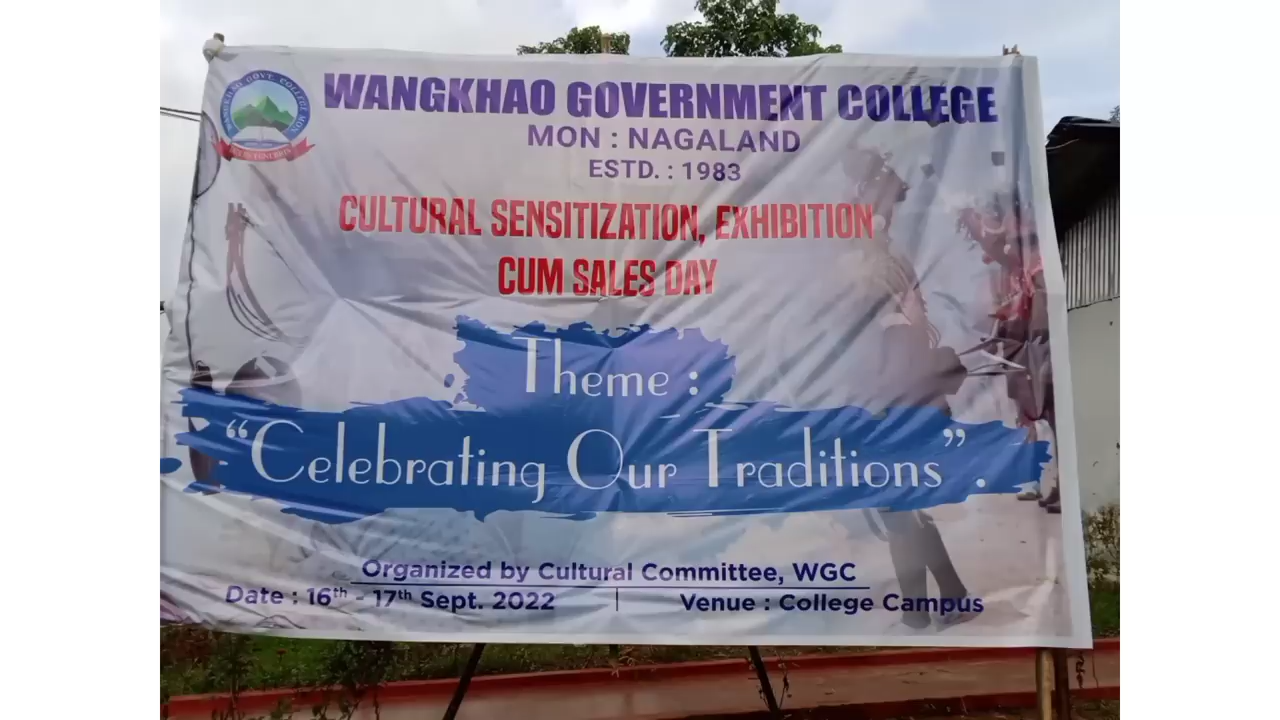 WANGKHAO GOVERNMENT COLLEGE
MON : NAGALAND
ESTD. : 1983
CULTURAL SENSITIZATION, EXHIBITION
CUM SALES DAY
Theme :
“Celebrating Our Traditions”.
Organized by Cultural Committee, WGC
Date : 16th - 17th Sept. 2022 | Venue : College Campus